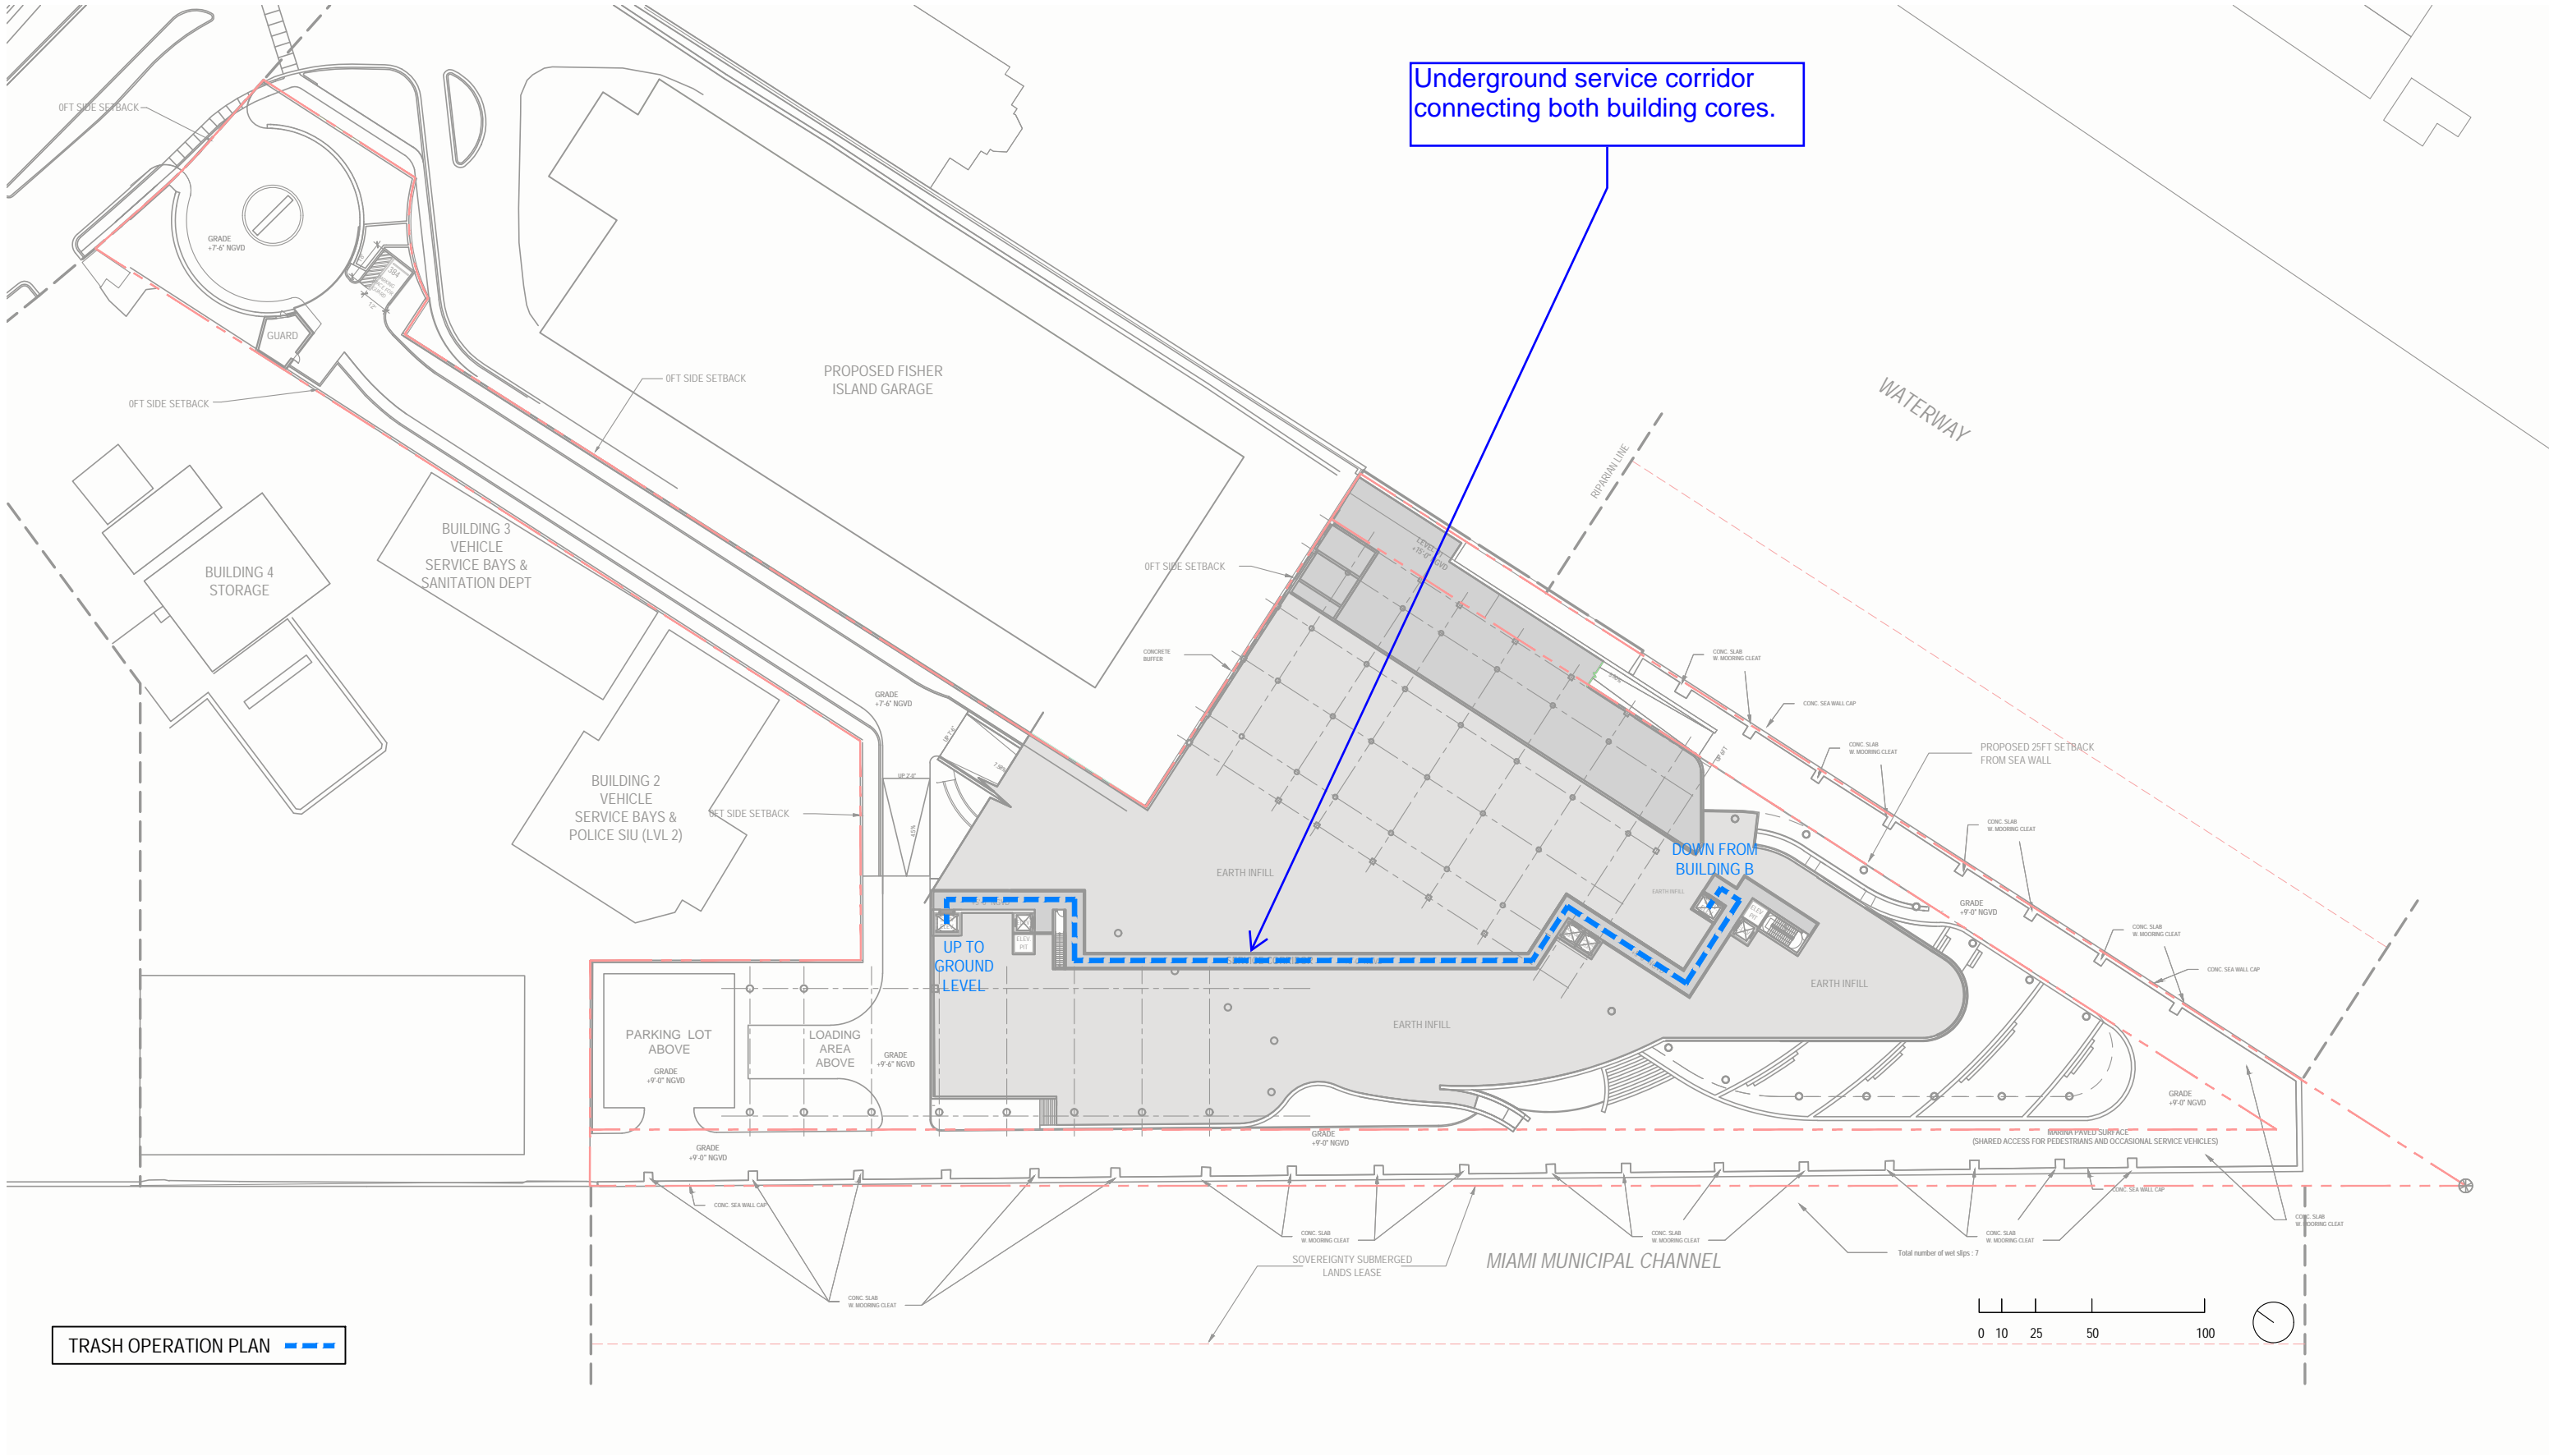 Underground service corridor
connecting both building cores.
0FT SIDE SETBACK
GRADE
+7'-6" NGVD
384
GUARD
0FT SIDE SETBACK
0FT SIDE SETBACK
PROPOSED FISHER
ISLAND GARAGE
WATERWAY
RIPARIAN LINE
BUILDING 3
VEHICLE
SERVICE BAYS &
SANITATION DEPT
BUILDING 4
STORAGE
0FT SIDE SETBACK
CONCRETE
BUFFER
CONC. SLAB
W. MOORING CLEAT
CONC. SEA WALL CAP
CONC. SLAB
W. MOORING CLEAT
PROPOSED 25FT SETBACK
FROM SEA WALL
GRADE
+7'-6" NGVD
UP 2'-0"
BUILDING 2
VEHICLE
SERVICE BAYS &
POLICE SIU (LVL 2)
0FT SIDE SETBACK
CONC. SLAB
W. MOORING CLEAT
DOWN FROM
BUILDING B
EARTH INFILL
EARTH INFILL
ELEV
PIT
GRADE
+9'-0" NGVD
CONC. SLAB
W. MOORING CLEAT
CONC. SEA WALL CAP
UP TO
GROUND
LEVEL
ELEV
PIT
EARTH INFILL
EARTH INFILL
PARKING LOT
ABOVE
GRADE
+9'-0" NGVD
LOADING
AREA
ABOVE
GRADE
+9'-6" NGVD
GRADE
+9'-0" NGVD
GRADE
+9'-0" NGVD
GRADE
+9'-0" NGVD
MARINA PAVED SURFACE
(SHARED ACCESS FOR PEDESTRIANS AND OCCASIONAL SERVICE VEHICLES)
CONC. SEA WALL CAP
CONC. SEA WALL CAP
CONC. SLAB
W. MOORING CLEAT
CONC. SLAB
W. MOORING CLEAT
CONC. SLAB
W. MOORING CLEAT
CONC. SLAB
W. MOORING CLEAT
CONC. SLAB
W. MOORING CLEAT
Total number of wet slips : 7
SOVEREIGNTY SUBMERGED
LANDS LEASE
MIAMI MUNICIPAL CHANNEL
TRASH OPERATION PLAN
0 10 25 50 100